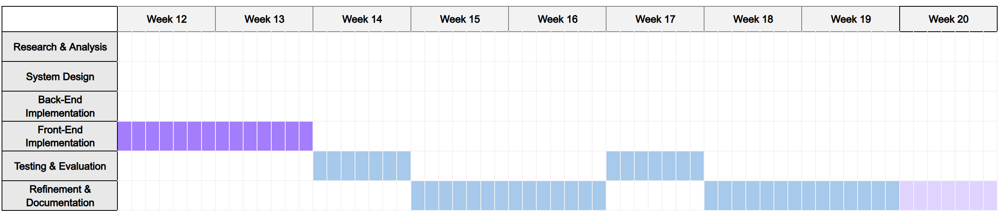 Week 12 Week 13 Week 14 Week 15 Week 16 Week 17 Week 18 Week 19 Week 20
Research & Analysis
System Design
Back-End
Implementation
Front-End
Implementation
Testing & Evaluation
Refinement &
Documentation